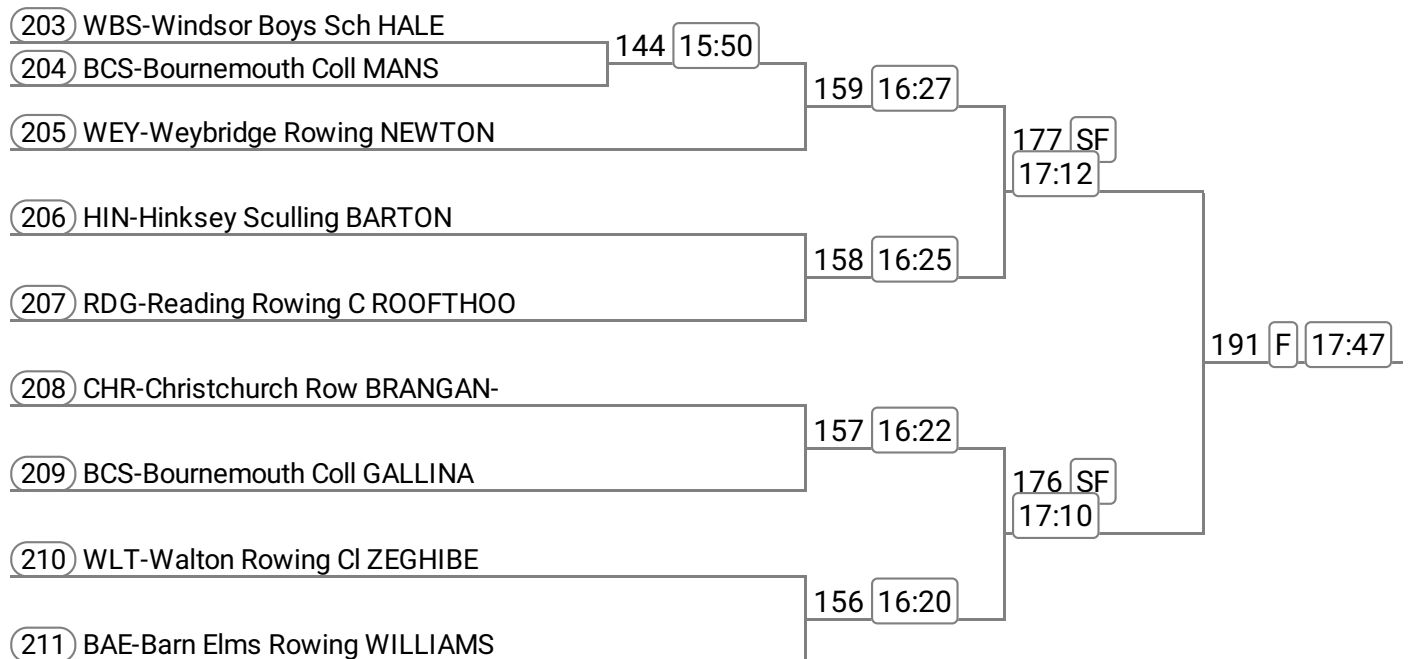 203 WBS-Windsor Boys Sch HALE
144 15:50
204 BCS-Bournemouth Coll MANS
159 16:27
205 WEY-Weybridge Rowing NEWTON
177 SF
17:12
206 HIN-Hinksey Sculling BARTON
158 16:25
207 RDG-Reading Rowing C ROOFTHOO
191 F 17:47
208 CHR-Christchurch Row BRANGAN-
157 16:22
209 BCS-Bournemouth Coll GALLINA
176 SF
17:10
210 WLT-Walton Rowing Cl ZEGHIBE
156 16:20
211 BAE-Barn Elms Rowing WILLIAMS